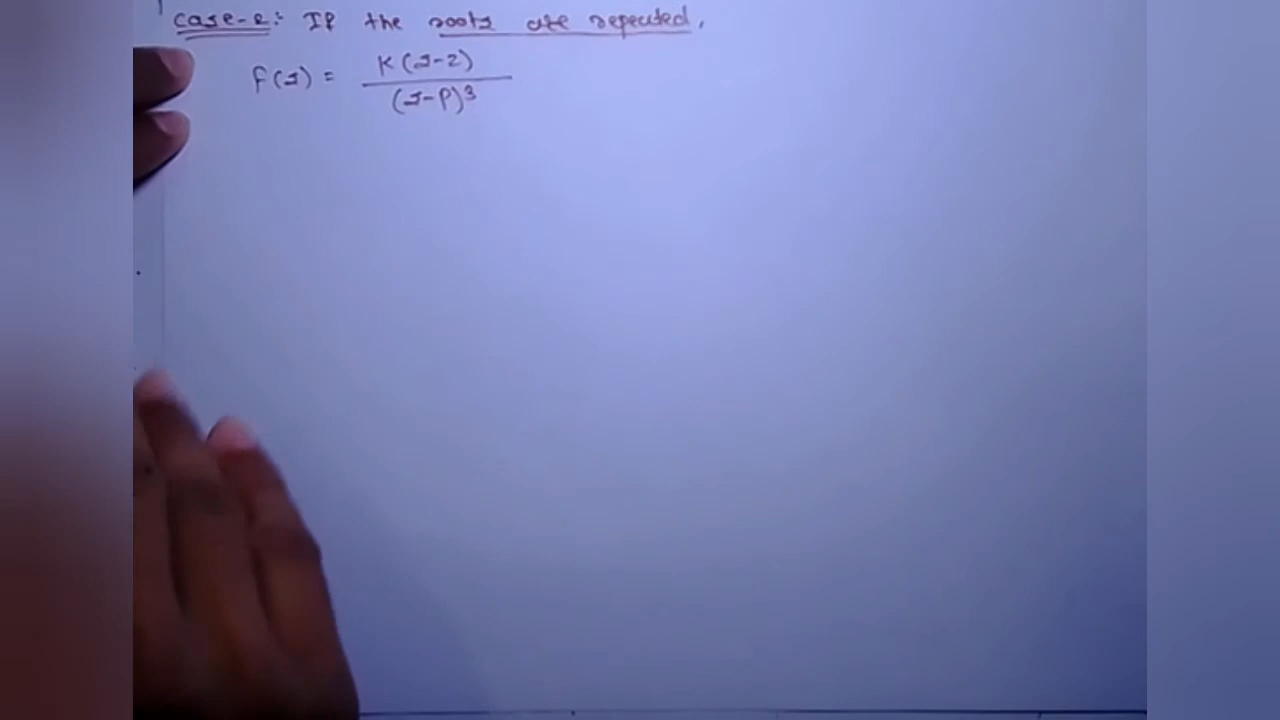 Case-2: If the roots are repeated.
F(s) = K(s-z) / (s-P)^3